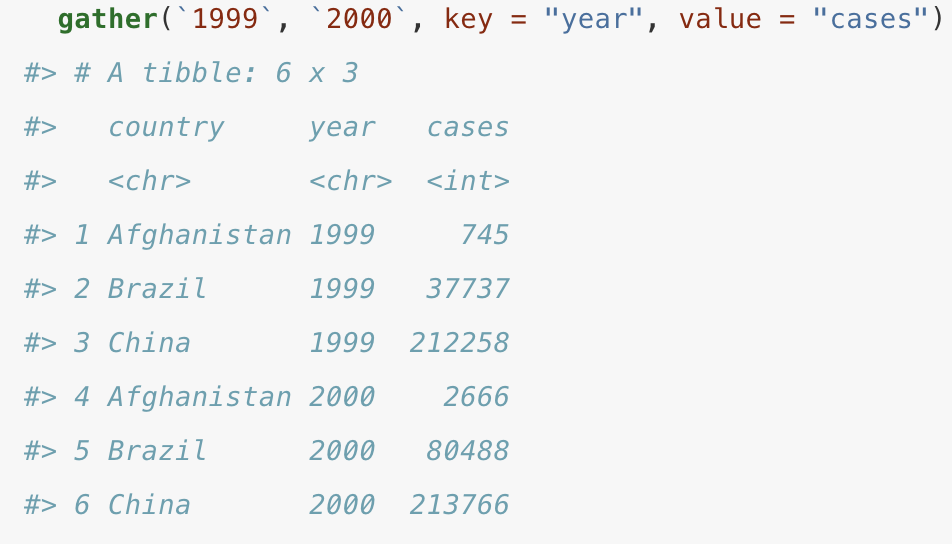 gather(`1999`, `2000`, key = "year", value = "cases")
#> # A tibble: 6 x 3
#>   country     year   cases
#>   <chr>       <chr>  <int>
#> 1 Afghanistan 1999     745
#> 2 Brazil      1999   37737
#> 3 China       1999  212258
#> 4 Afghanistan 2000    2666
#> 5 Brazil      2000   80488
#> 6 China       2000  213766